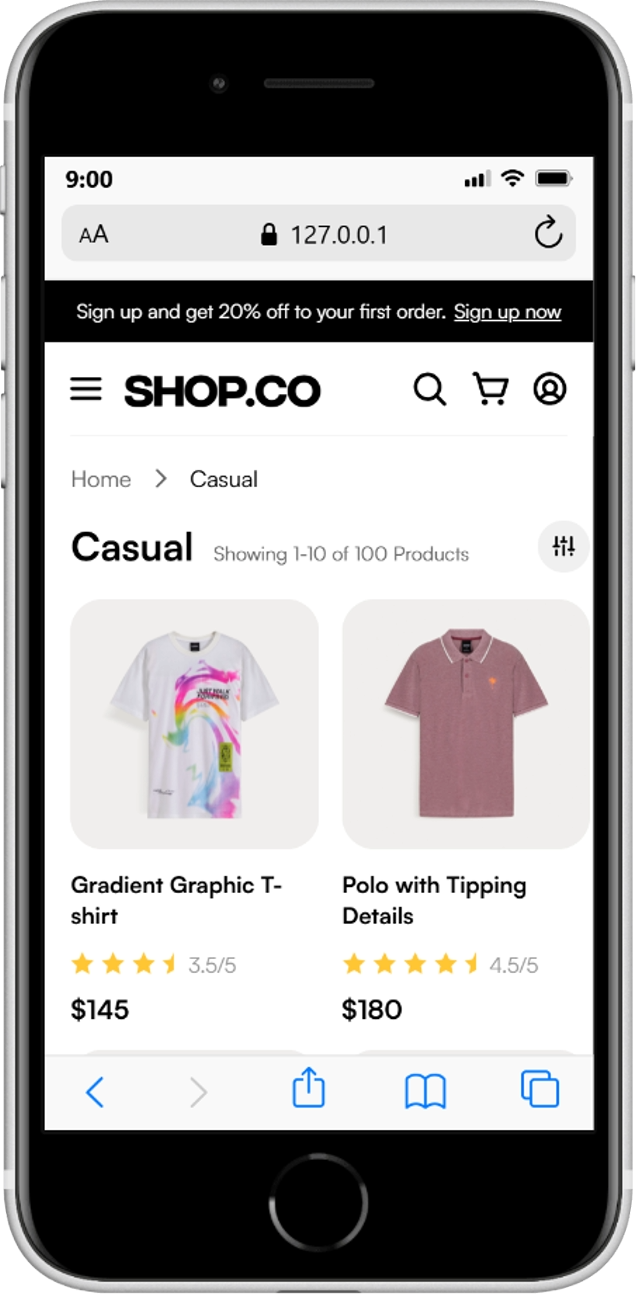 9:00
AA 127.0.0.1
Sign up and get 20% off to your first order. Sign up now
SHOP.CO
Home > Casual
Casual Showing 1-10 of 100 Products
JUST WALK
Gradient Graphic T-
shirt
3.5/5
$145
Polo with Tipping
Details
4.5/5
$180